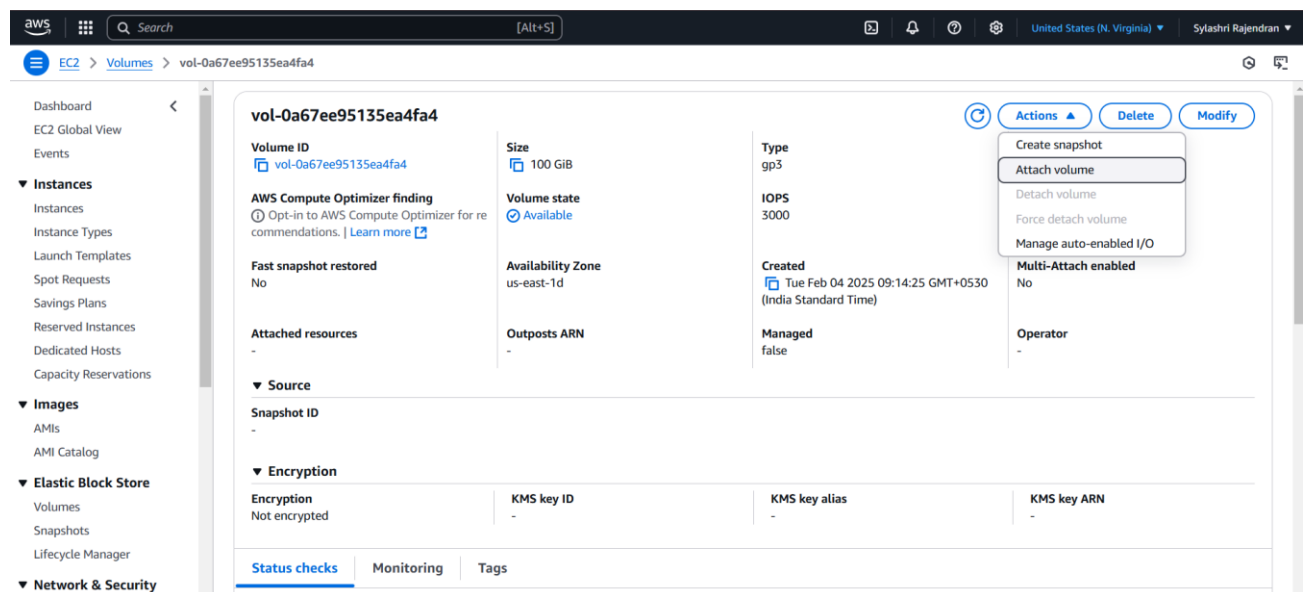 aws
Search
[Alt+S]
United States (N. Virginia)
Sylashri Rajendran
EC2 > Volumes > vol-0a67ee95135ea4fa4
Dashboard
EC2 Global View
Events
Instances
Instances
Instance Types
Launch Templates
Spot Requests
Savings Plans
Reserved Instances
Dedicated Hosts
Capacity Reservations
Images
AMIs
AMI Catalog
Elastic Block Store
Volumes
Snapshots
Lifecycle Manager
Network & Security
vol-0a67ee95135ea4fa4
Actions
Delete
Modify
Create snapshot
Attach volume
Detach volume
Force detach volume
Manage auto-enabled I/O
Volume ID
vol-0a67ee95135ea4fa4
Size
100 GiB
Type
gp3
AWS Compute Optimizer finding
Opt-in to AWS Compute Optimizer for re
commendations. | Learn more
Volume state
Available
IOPS
3000
Fast snapshot restored
No
Availability Zone
us-east-1d
Created
Tue Feb 04 2025 09:14:25 GMT+0530
(India Standard Time)
Multi-Attach enabled
No
Attached resources
-
Outposts ARN
-
Managed
false
Operator
-
Source
Snapshot ID
-
Encryption
Encryption
Not encrypted
KMS key ID
-
KMS key alias
-
KMS key ARN
-
Status checks
Monitoring
Tags